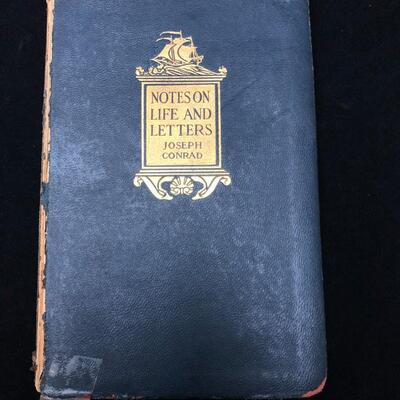 NOTES ON
LIFE AND
LETTERS
JOSEPH
CONRAD